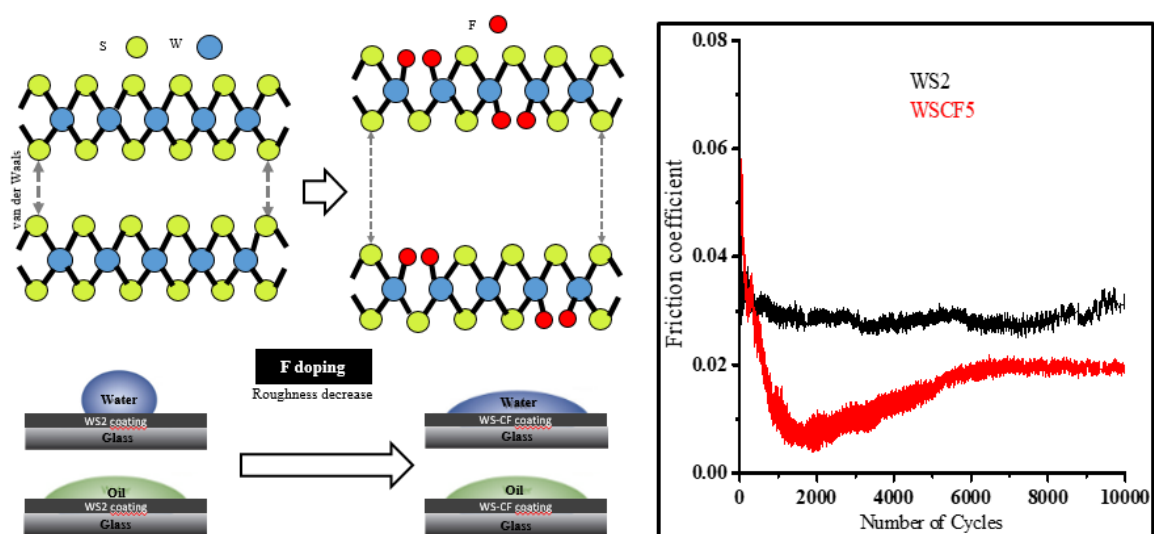 S
W
van der Waals
F
F doping
Roughness decrease
Water
WS2 coating
Glass
Oil
WS2 coating
Glass
Water
WS-CF coating
Glass
Oil
WS-CF coating
Glass
WS2
WSCF5
Friction coefficient
0.08
0.06
0.04
0.02
0.00
0
2000
4000
6000
8000
10000
Number of Cycles